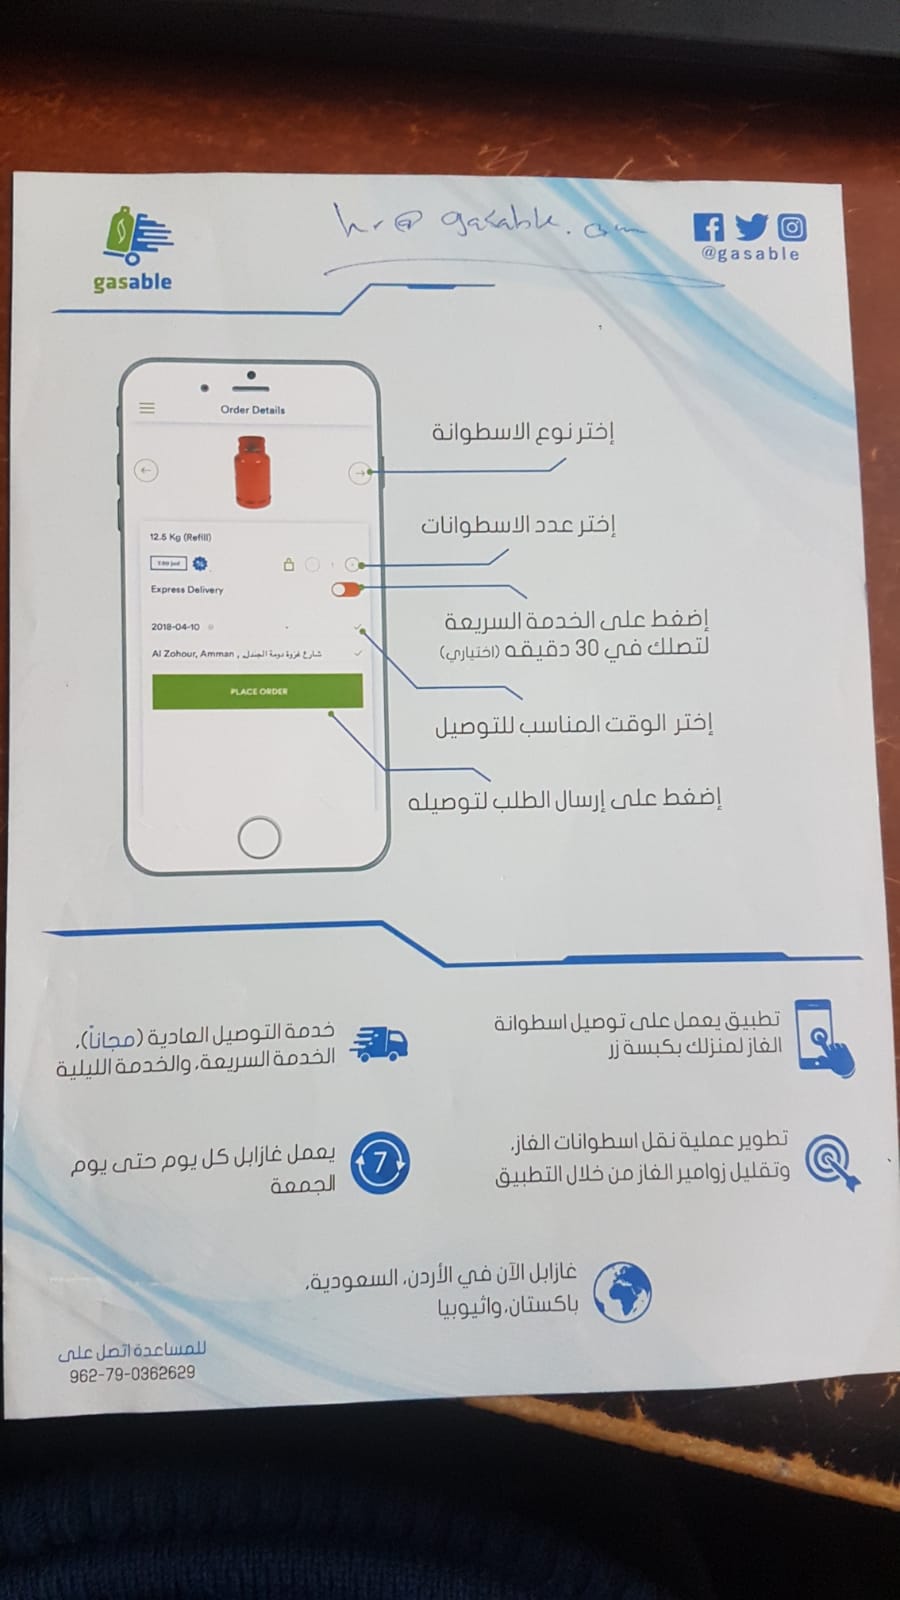 gasable
hr@gasable.com
@gasable
Order Details
إختر نوع الاسطوانة
12.5 Kg (Refill)
إختر عدد الاسطوانات
Express Delivery
إضغط على الخدمة السريعة
لتصلك في 30 دقيقه (اختياري)
2018-04-10
Al Zohour, Amman , شارع غزوة دومة الجندل
PLACE ORDER
إختر الوقت المناسب للتوصيل
إضغط على إرسال الطلب لتوصيله
تطبيق يعمل على توصيل اسطوانة
الغاز لمنزلك بكبسة زر
خدمة التوصيل العادية (مجاناً)،
الخدمة السريعة، والخدمة الليلية
تطوير عملية نقل اسطوانات الغاز،
وتقليل زوامير الغاز من خلال التطبيق
7
يعمل غازابل كل يوم حتى يوم
الجمعة
غازابل الآن في الأردن، السعودية،
باكستان، واثيوبيا
للمساعدة اتصل على
962-79-0362629